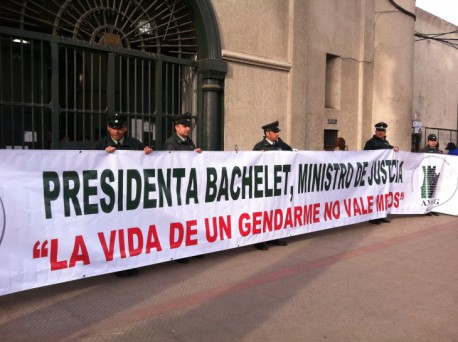 PRESIDENTA BACHELET, MINISTRO DE JUSTICIA
"LA VIDA DE UN GENDARME NO VALE MENOS"